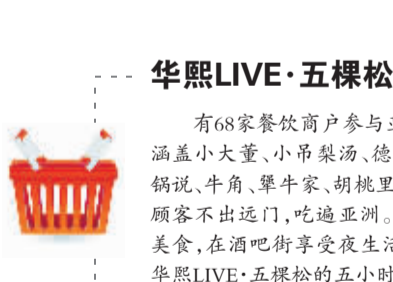 华熙LIVE·五棵松
有68家餐饮商户参与
涵盖小大董、小吊梨汤、德
锅说、牛角、犟牛家、胡桃里
顾客不出远门,吃遍亚洲。
美食,在酒吧街享受夜生活
华熙LIVE·五棵松的五小时